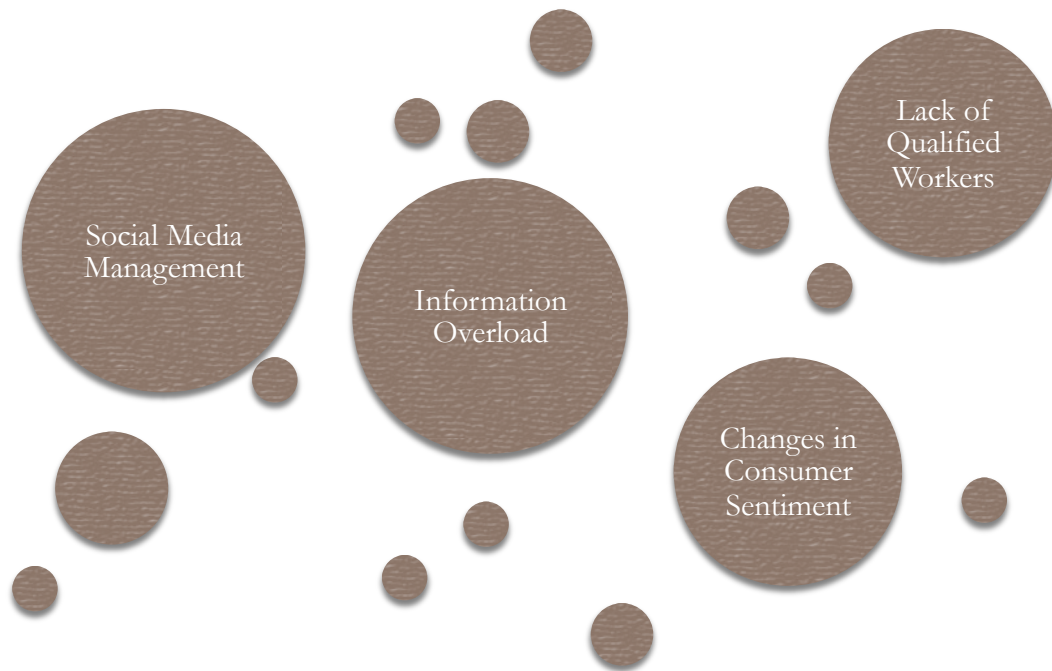 Social Media
Management
Information
Overload
Lack of
Qualified
Workers
Changes in
Consumer
Sentiment